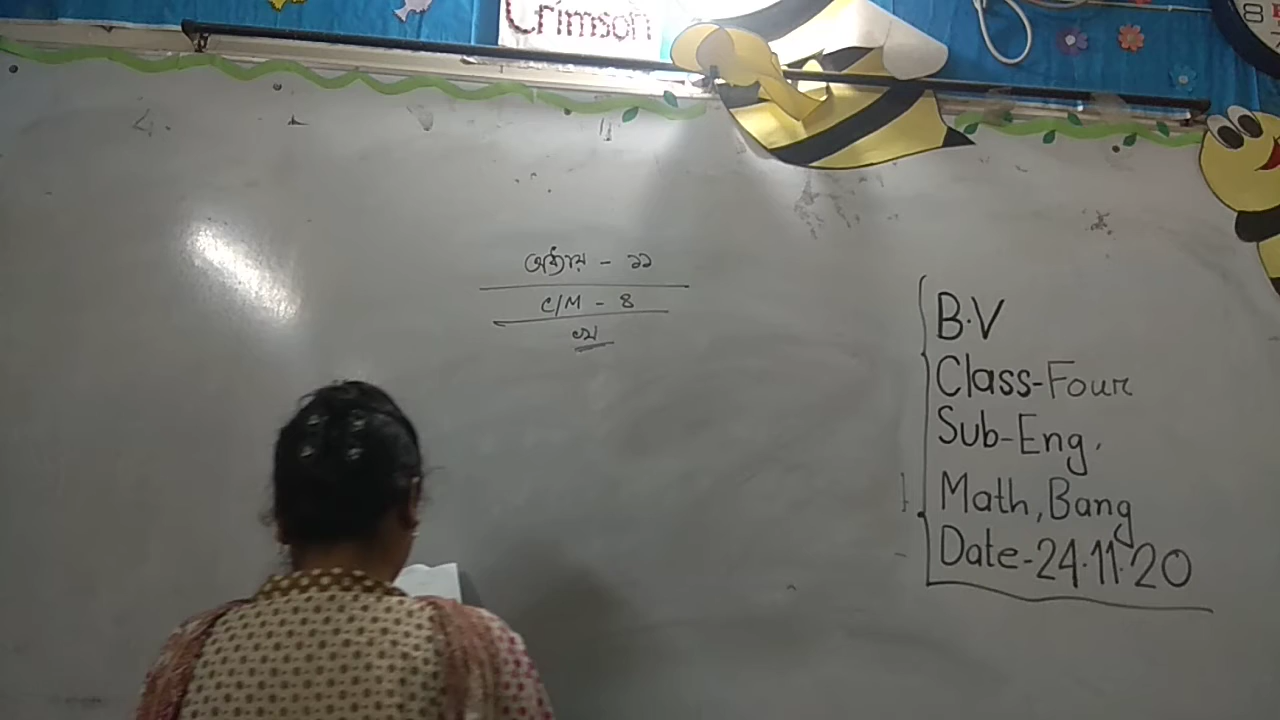 Crimson
অধ্যায় - ১১
C/M - 8
B.V
Class-Four
Sub-Eng,
Math, Bang
Date-24.11.20